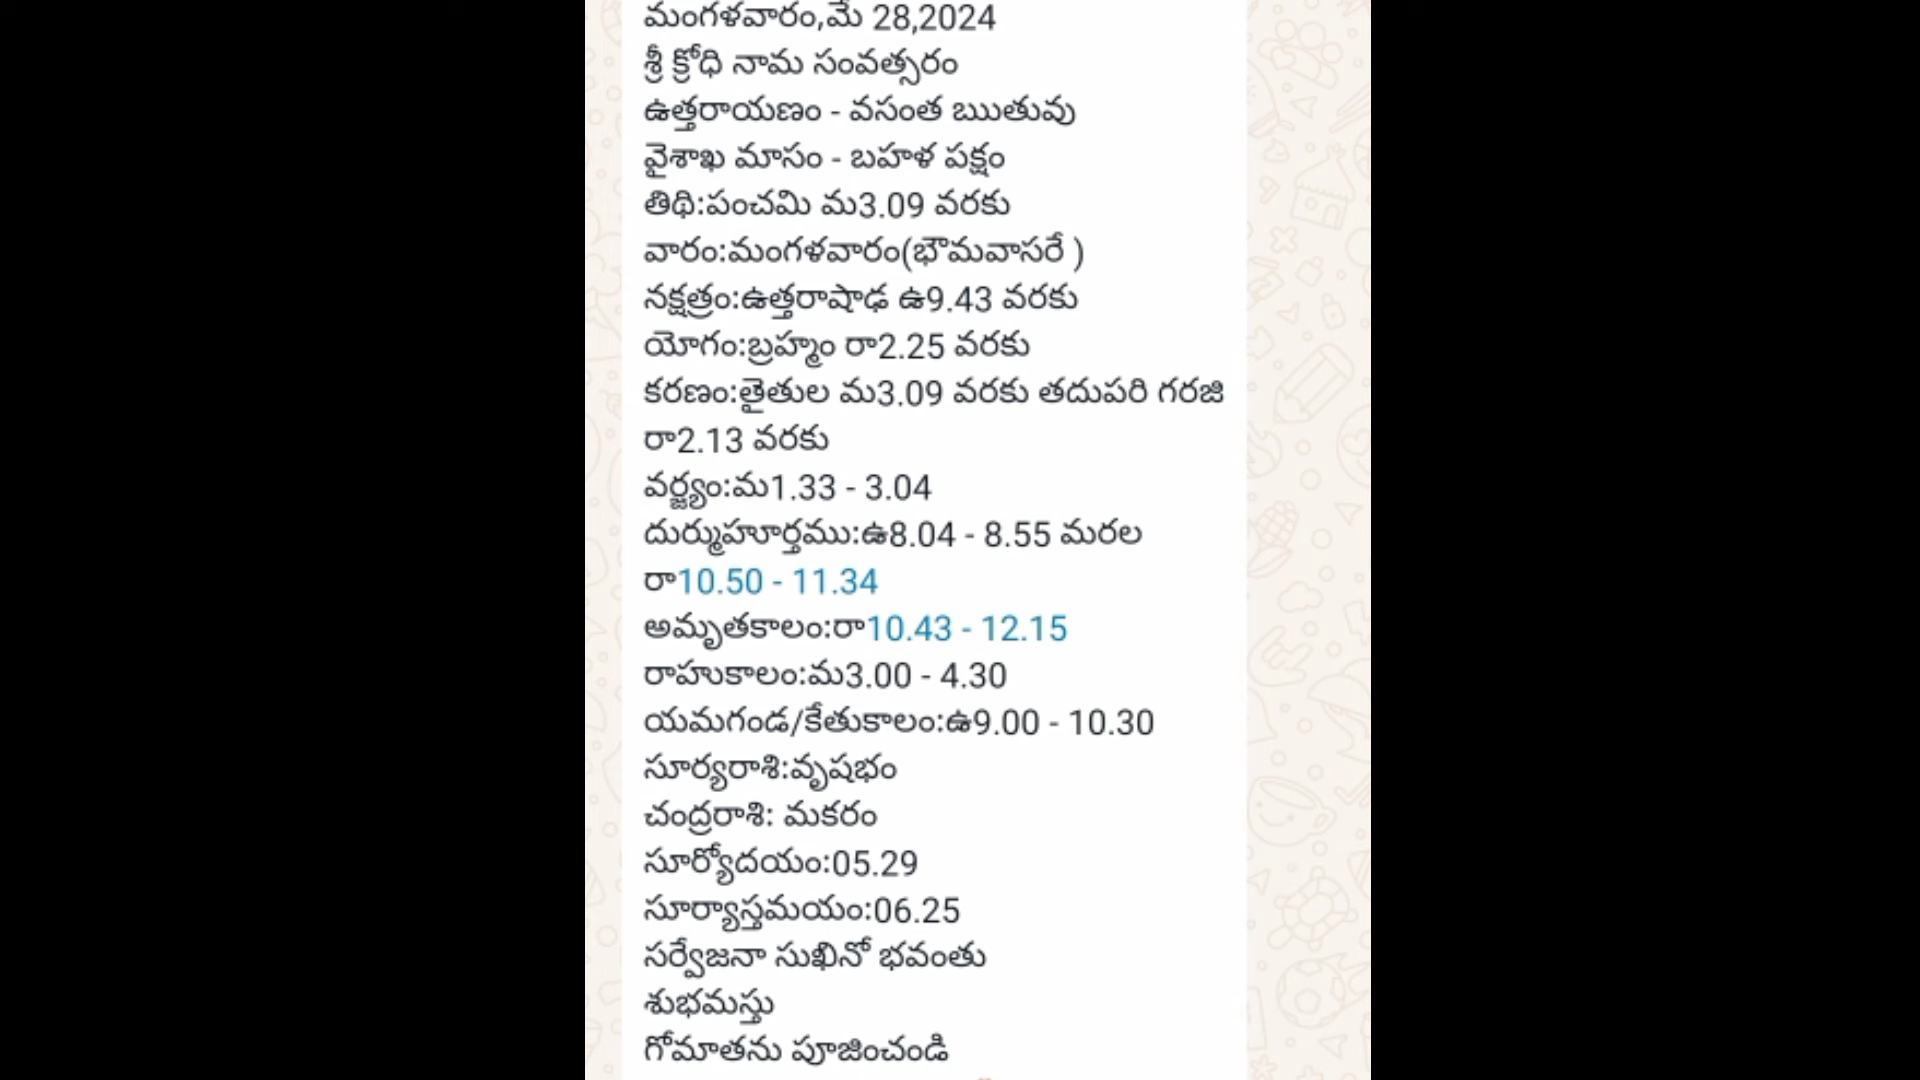 మంగళవారం,మే 28,2024
శ్రీ క్రోధి నామ సంవత్సరం
ఉత్తరాయణం - వసంత ఋతువు
వైశాఖ మాసం - బహళ పక్షం
తిథి:పంచమి మ3.09 వరకు
వారం:మంగళవారం(భౌమవాసరే )
నక్షత్రం:ఉత్తరాషాఢ ఉ9.43 వరకు
యోగం:బ్రహ్మం రా2.25 వరకు
కరణం:తైతుల మ3.09 వరకు తదుపరి గరజి
రా2.13 వరకు
వర్జ్యం:మ1.33 - 3.04
దుర్ముహూర్తము:ఉ8.04 - 8.55 మరల
రా10.50 - 11.34
అమృతకాలం:రా10.43 - 12.15
రాహుకాలం:మ3.00 - 4.30
యమగండ/కేతుకాలం:ఉ9.00 - 10.30
సూర్యరాశి:వృషభం
చంద్రరాశి: మకరం
సూర్యోదయం:05.29
సూర్యాస్తమయం:06.25
సర్వేజనా సుఖినో భవంతు
శుభమస్తు
గోమాతను పూజించండి